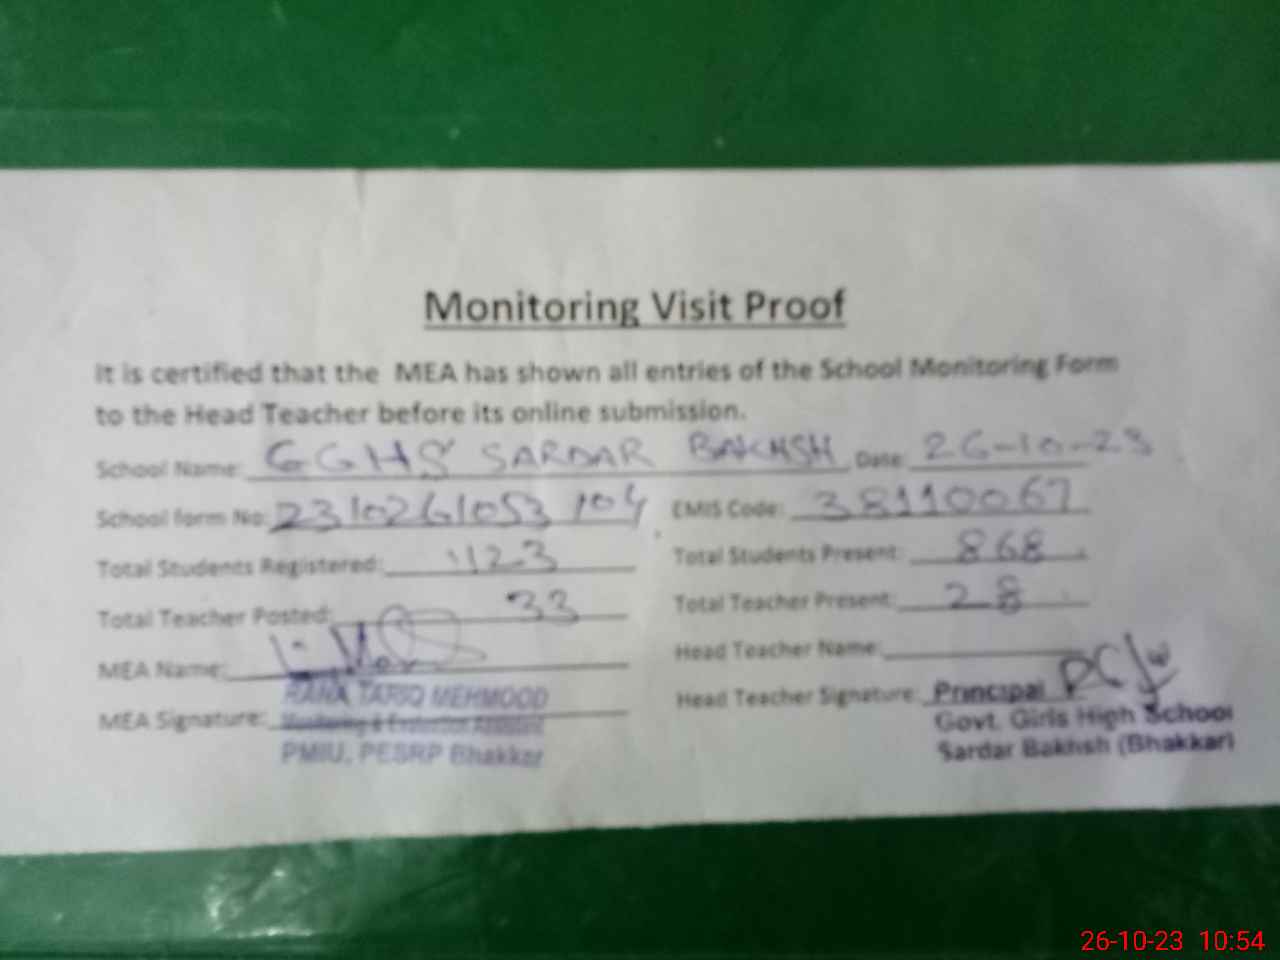 Monitoring Visit Proof
It is certified that the MEA has shown all entries of the School Monitoring Form
to the Head Teacher before its online submission.
School Name: GGHS SARDAR BAKHSH Date: 26-10-23
School form No: 2310261053104 EMIS Code: 38110067
Total Students Registered: 1123 Total Students Present: 868
Total Teacher Posted: 33 Total Teacher Present: 28
MEA Name: Head Teacher Name:
RANA TARIQ MEHMOOD
MEA Signature: Monitoring & Evaluation Assistant Head Teacher Signature: Principal
PMIU, PESRP Bhakkar Govt. Girls High School
Sardar Bakhsh (Bhakkar)
26-10-23 10:54